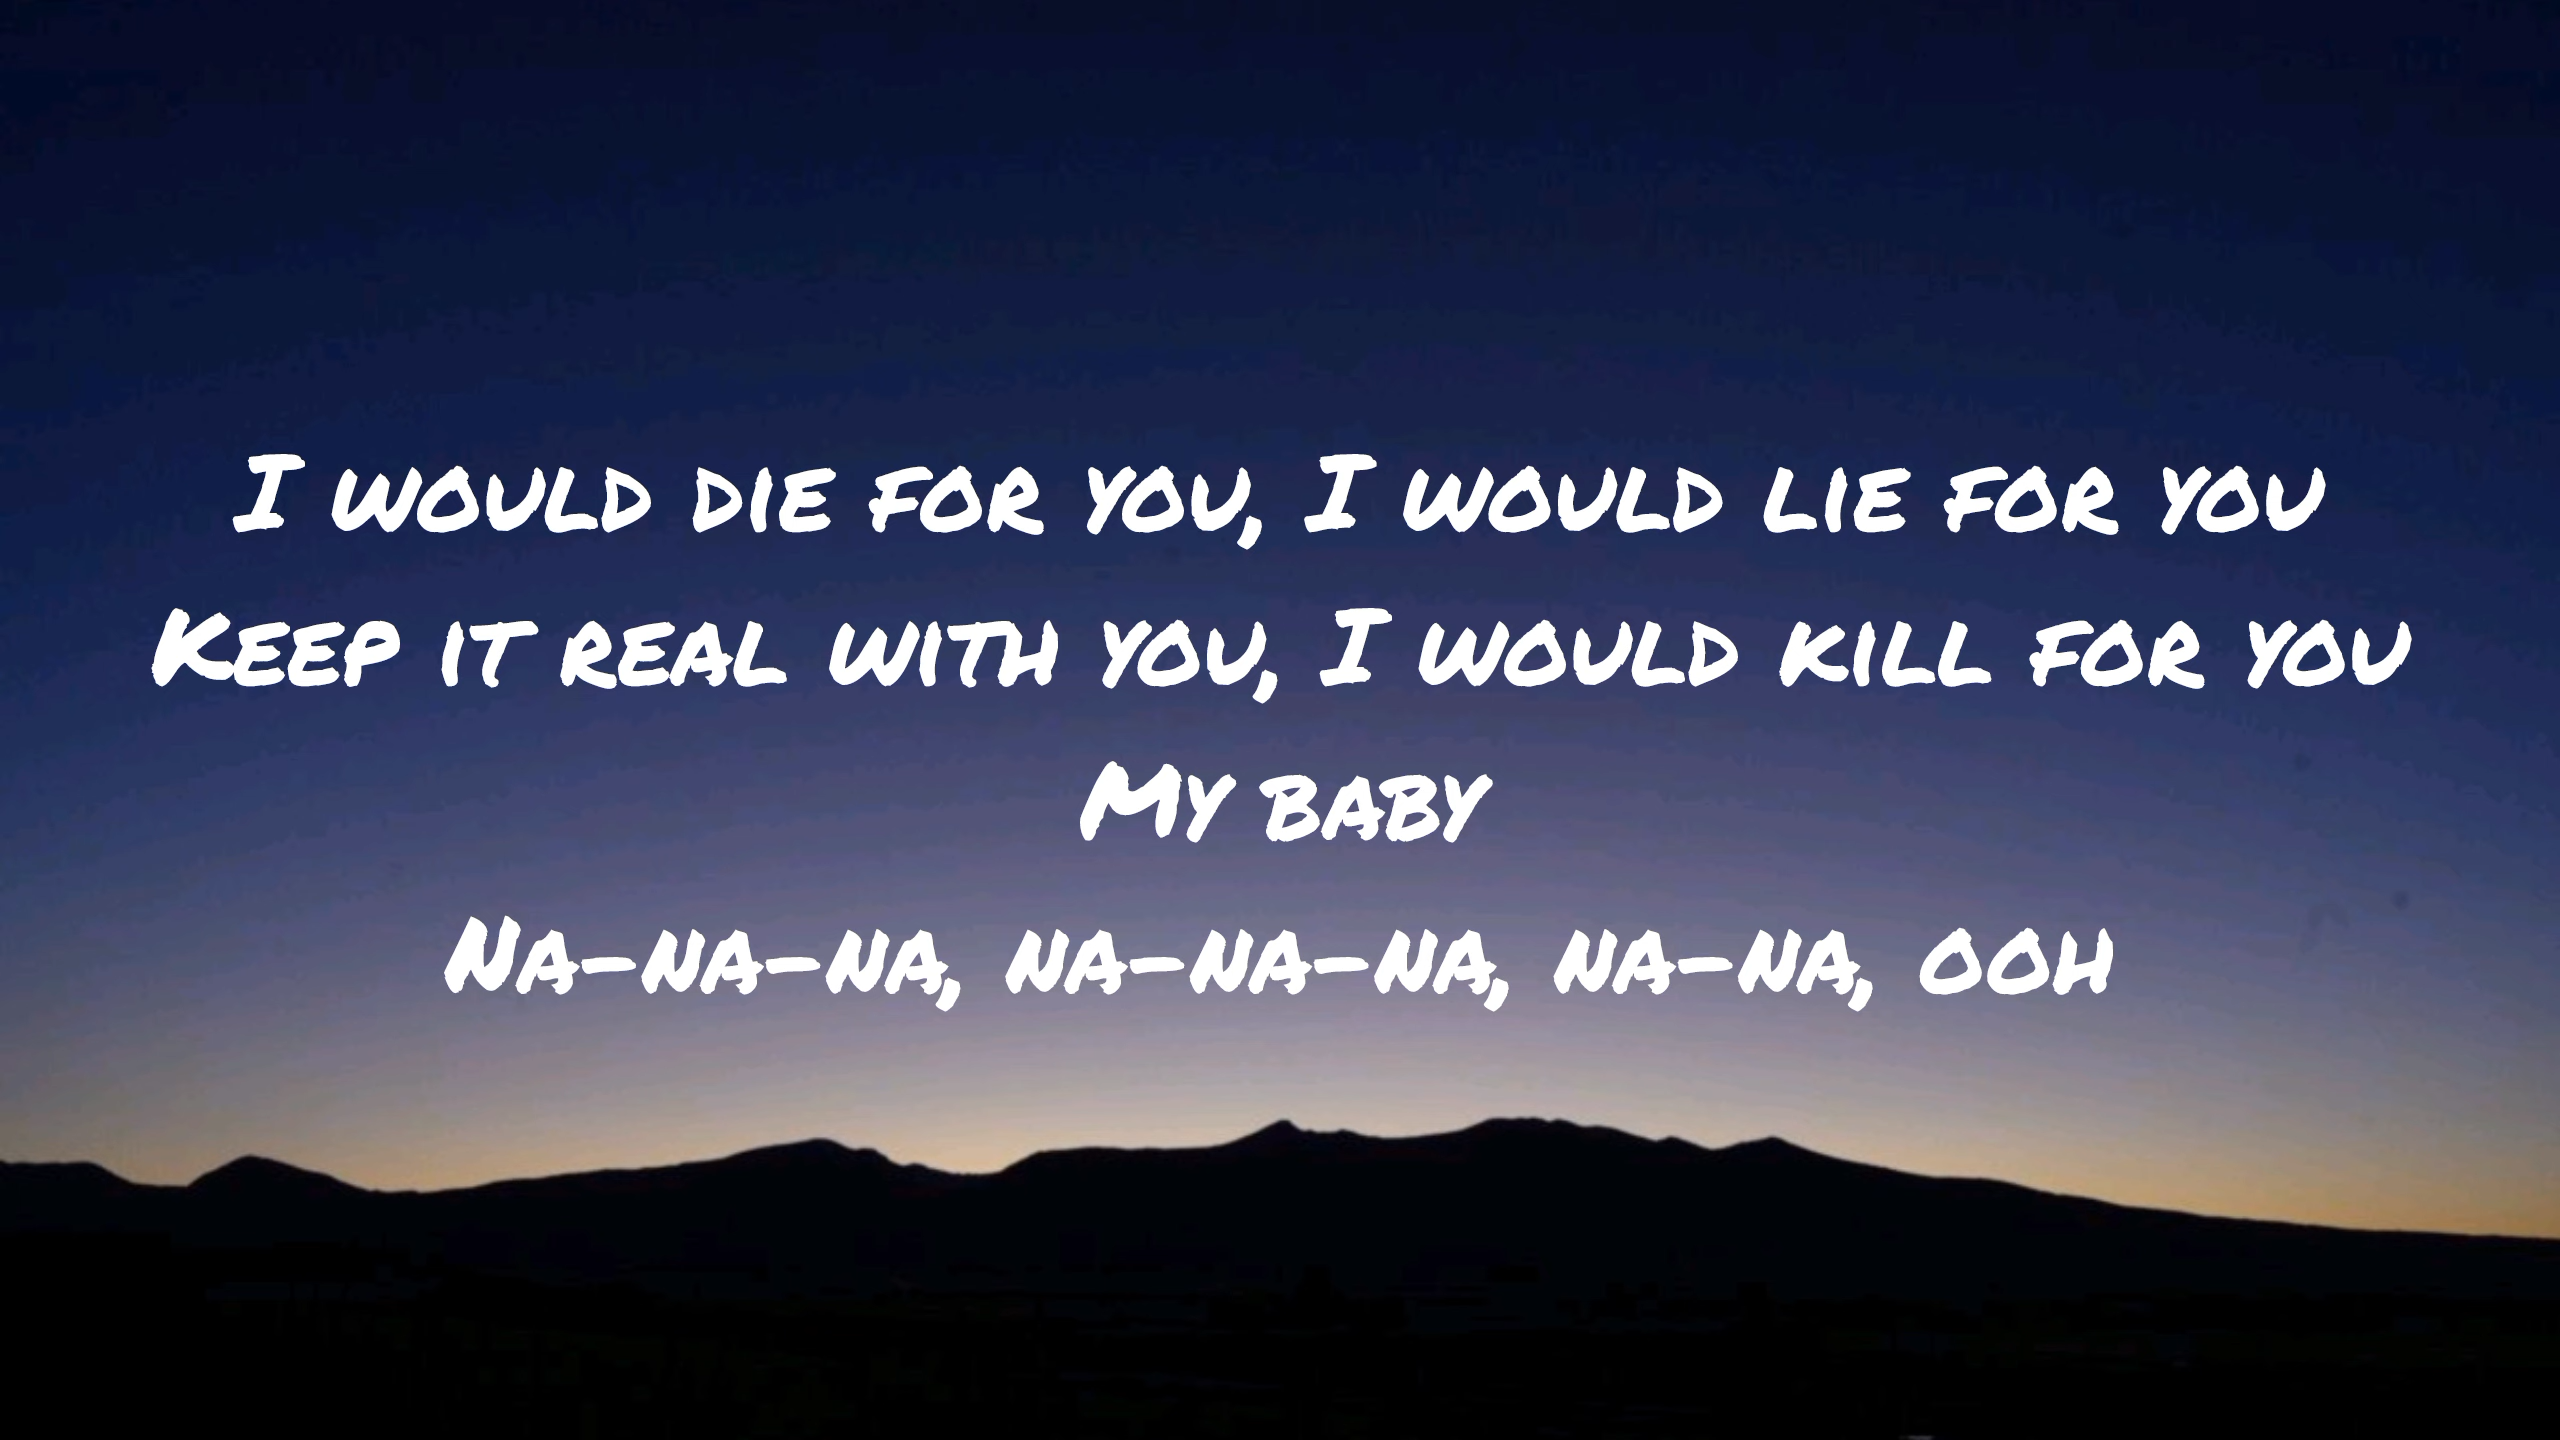 I would die for you, I would lie for you
Keep it real with you, I would kill for you
My baby
Na-na-na, na-na-na, na-na, ooh